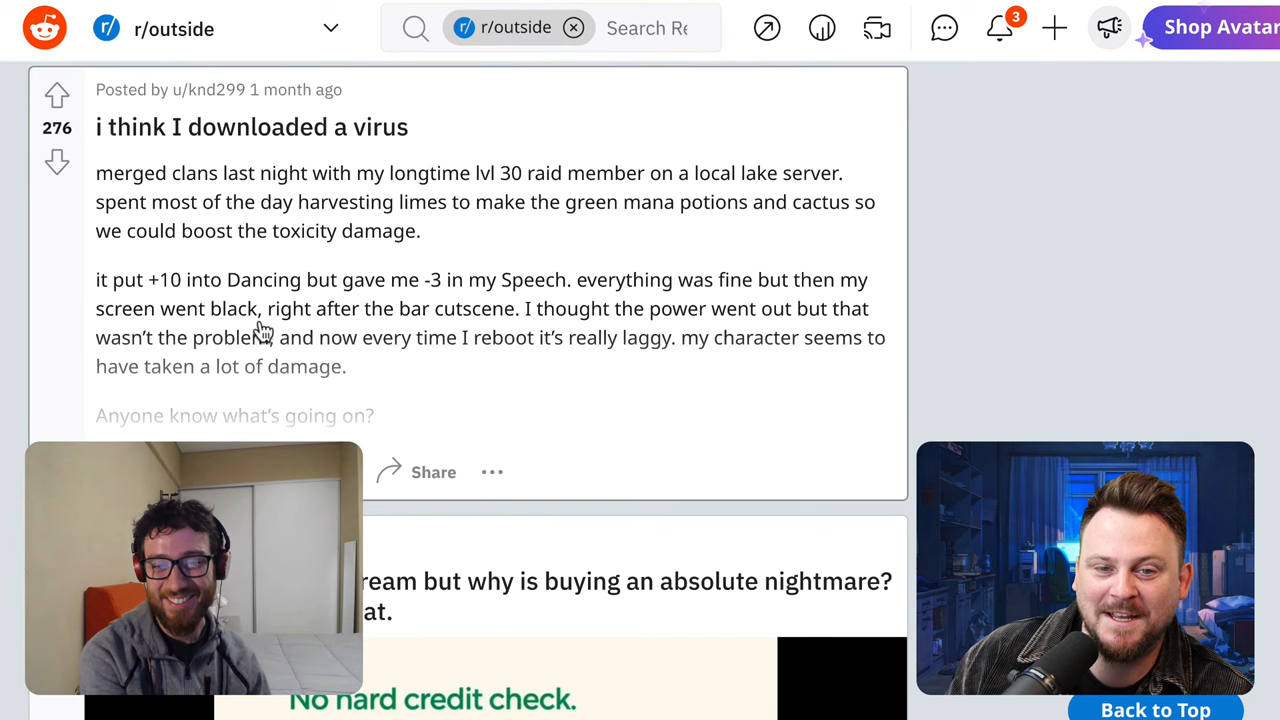 r/outside
r/outside
Search Re
3
Shop Avatar
Posted by u/knd299 1 month ago
276
i think I downloaded a virus
merged clans last night with my longtime lvl 30 raid member on a local lake server.
spent most of the day harvesting limes to make the green mana potions and cactus so
we could boost the toxicity damage.
it put +10 into Dancing but gave me -3 in my Speech. everything was fine but then my
screen went black, right after the bar cutscene. I thought the power went out but that
wasn’t the problem, and now every time I reboot it’s really laggy. my character seems to
have taken a lot of damage.
Anyone know what’s going on?
Share
ream but why is buying an absolute nightmare?
at.
No hard credit check.
Back to Top